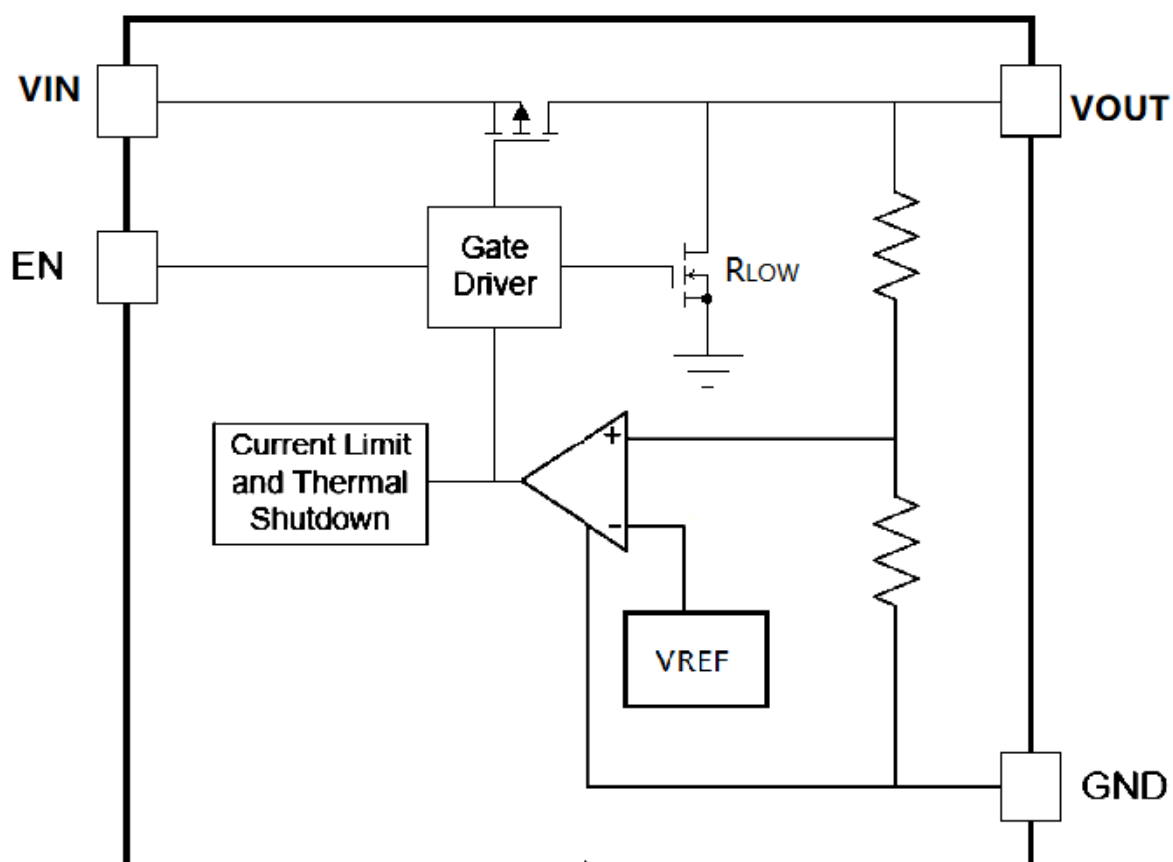 VIN
VOUT
EN
Gate
Driver
RLOW
Current Limit
and Thermal
Shutdown
+
-
VREF
GND